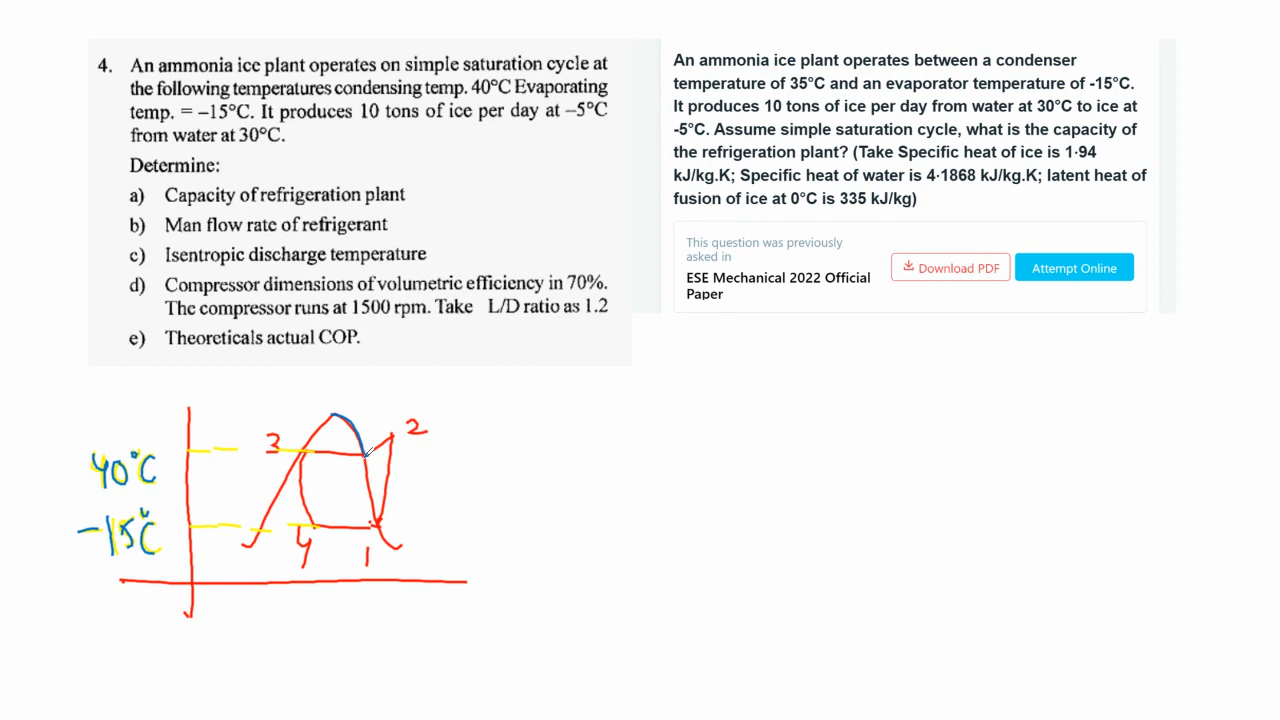 4. An ammonia ice plant operates on simple saturation cycle at
the following temperatures condensing temp. 40°C Evaporating
temp. = –15°C. It produces 10 tons of ice per day at –5°C
from water at 30°C.
Determine:
a) Capacity of refrigeration plant
b) Man flow rate of refrigerant
c) Isentropic discharge temperature
d) Compressor dimensions of volumetric efficiency in 70%.
The compressor runs at 1500 rpm. Take L/D ratio as 1.2
e) Theoreticals actual COP.
An ammonia ice plant operates between a condenser
temperature of 35°C and an evaporator temperature of -15°C.
It produces 10 tons of ice per day from water at 30°C to ice at
-5°C. Assume simple saturation cycle, what is the capacity of
the refrigeration plant? (Take Specific heat of ice is 1·94
kJ/kg.K; Specific heat of water is 4·1868 kJ/kg.K; latent heat of
fusion of ice at 0°C is 335 kJ/kg)
This question was previously
asked in
ESE Mechanical 2022 Official
Paper
Download PDF
Attempt Online
3
2
40°C
-15°C
4
1